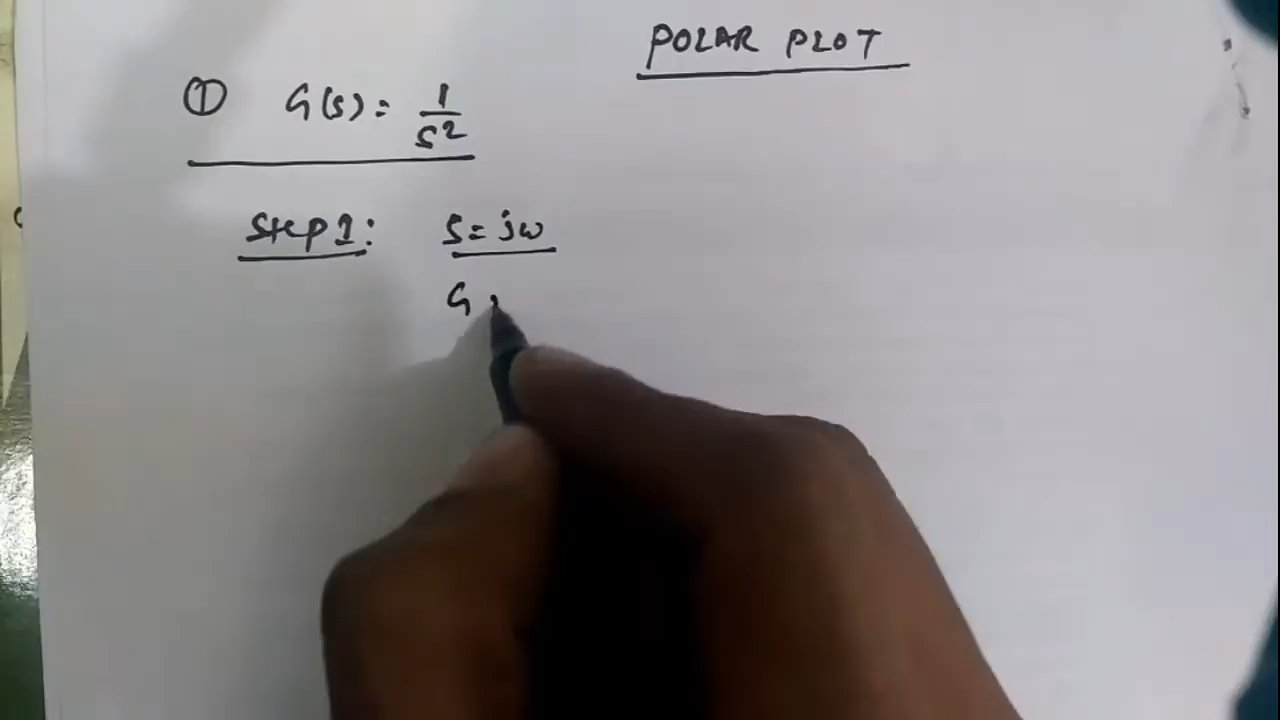 POLAR PLOT
① G(s) = 1/s²
Step 1: s = jω
G